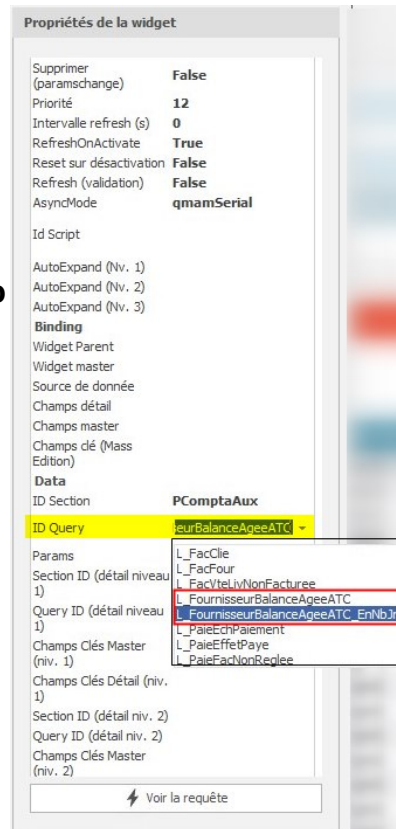 Propriétés de la widget
Supprimer
(paramschange) False
Priorité 12
Intervalle refresh (s) 0
RefreshOnActivate True
Reset sur désactivation False
Refresh (validation) False
AsyncMode qmamSerial
Id Script
AutoExpand (Nv. 1)
AutoExpand (Nv. 2)
AutoExpand (Nv. 3)
Binding
Widget Parent
Widget master
Source de donnée
Champs détail
Champs master
Champs clé (Mass
Edition)
Data
ID Section PComptaAux
ID Query seurBalanceAgeeATC
Params
L_FacClie
L_FacFour
L_FacVteLivNonFacturee
L_FournisseurBalanceAgeeATC
L_FournisseurBalanceAgeeATC_EnNbJr
L_PaieEchPaiement
L_PaieEffetPaye
L_PaieFacNonReglee
Section ID (détail niveau
1)
Query ID (détail niveau
1)
Champs Clés Master
(niv. 1)
Champs Clés Détail (niv.
1)
Section ID (détail niv. 2)
Query ID (détail niv. 2)
Champs Clés Master
(niv. 2)
Voir la requête